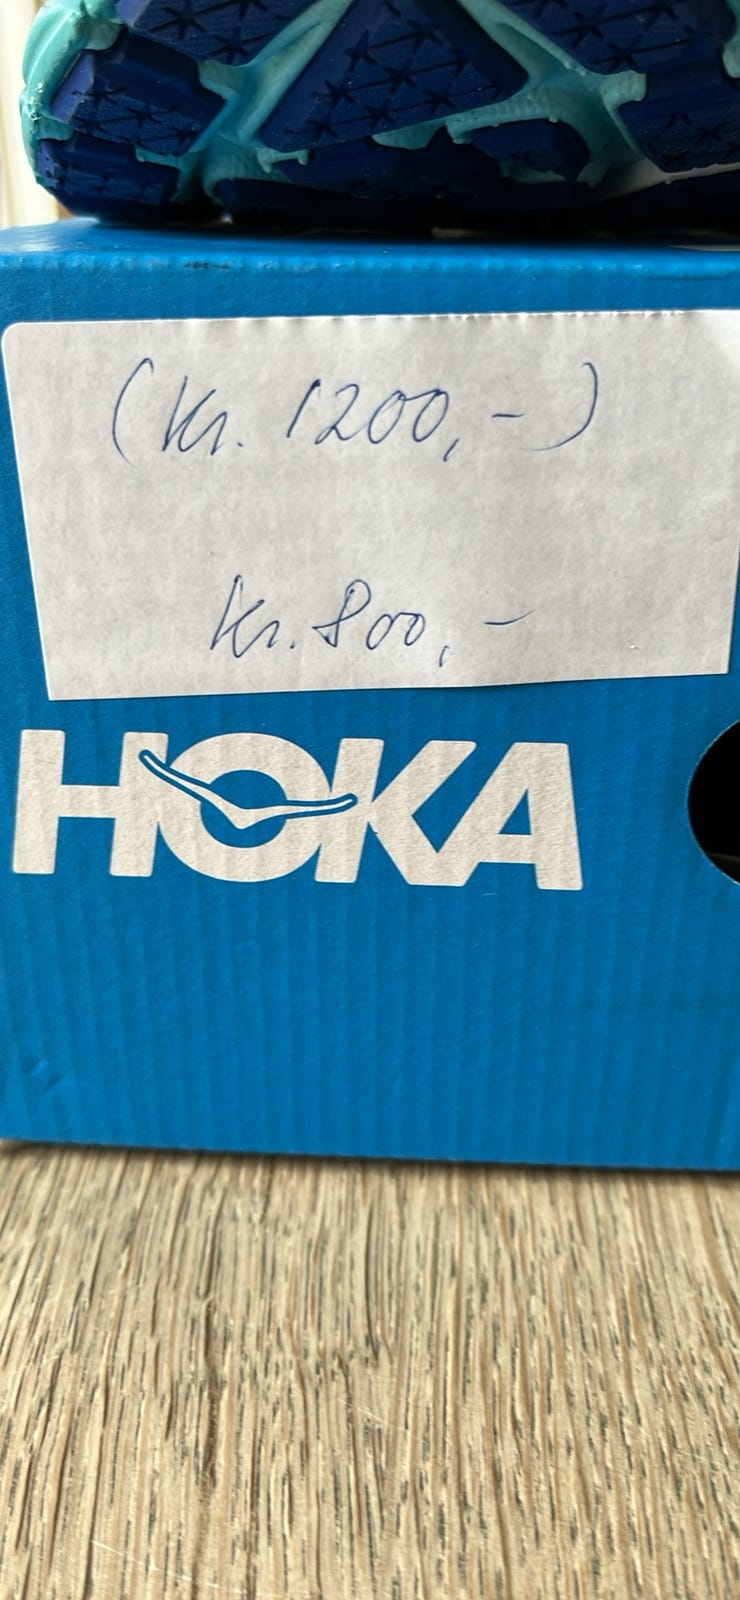 (Kr. 1200,-)
Kr. 800,-
HOKA